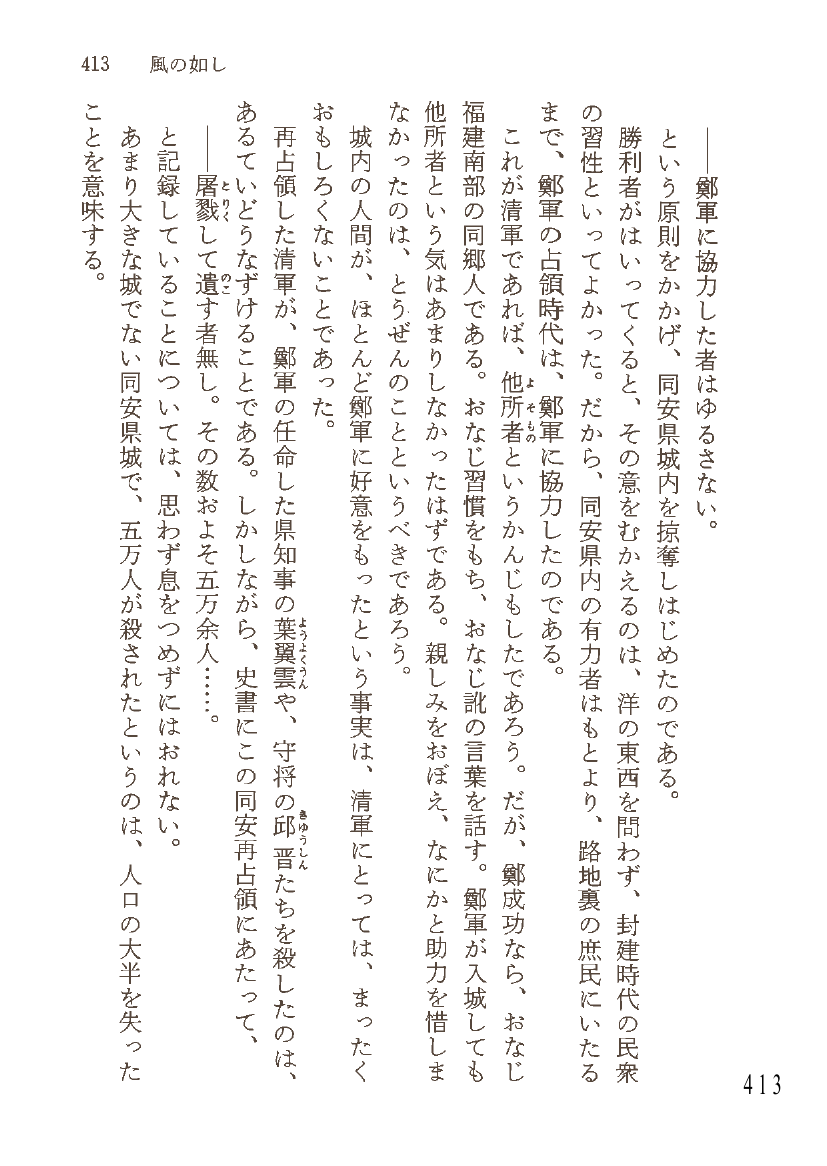 413　風の如し
――鄭軍に協力した者はゆるさない。
という原則をかかげ、同安県城内を掠奪しはじめたのである。
勝利者がはいってくると、その意をむかえるのは、洋の東西を問わず、封建時代の民衆
の習性といってよかった。だから、同安県内の有力者はもとより、路地裏の庶民にいたる
まで、鄭軍の占領時代は、鄭軍に協力したのである。
これが清軍であれば、他所者というかんじもしたであろう。だが、鄭成功なら、おなじ
福建南部の同郷人である。おなじ習慣をもち、おなじ訛の言葉を話す。鄭軍が入城しても
他所者という気はあまりしなかったはずである。親しみをおぼえ、なにかと助力を惜しま
なかったのは、とうぜんのことというべきであろう。
城内の人間が、ほとんど鄭軍に好意をもったという事実は、清軍にとっては、まったく
おもしろくないことであった。
再占領した清軍が、鄭軍の任命した県知事の葉翼雲や、守将の邱晋たちを殺したのは、
あるていどうなずけることである。しかしながら、史書にこの同安再占領にあたって、
――屠戮して遺す者無し。その数およそ五万余人……。
と記録していることについては、思わず息をつめずにはおれない。
あまり大きな城でない同安県城で、五万人が殺されたというのは、人口の大半を失った
ことを意味する。
413